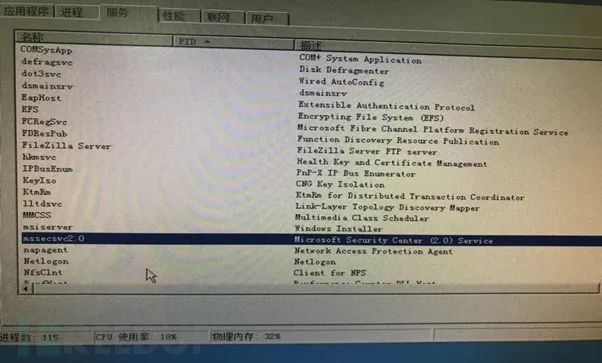 应用程序 进程 服务 性能 联网 用户
名称 PID 描述
COMSysApp COM+ System Application
defragsvc Disk Defragmenter
dot3svc Wired AutoConfig
dsmainsrv dsmainsrv
EapHost Extensible Authentication Protocol
EFS Encrypting File System (EFS)
FCRegSvc Microsoft Fibre Channel Platform Registration Service
FDResPub Function Discovery Resource Publication
FileZilla Server FileZilla Server FTP server
hkmsvc Health Key and Certificate Management
IPBusEnum PnP-X IP Bus Enumerator
KeyIso CNG Key Isolation
KtmRm KtmRm for Distributed Transaction Coordinator
lltdsvc Link-Layer Topology Discovery Mapper
MMCSS Multimedia Class Scheduler
msiserver Windows Installer
mssecsvc2.0 Microsoft Security Center (2.0) Service
napagent Network Access Protection Agent
Netlogon Netlogon
NfsClnt Client for NFS
进程数: 115 CPU 使用率: 18% 物理内存: 32%